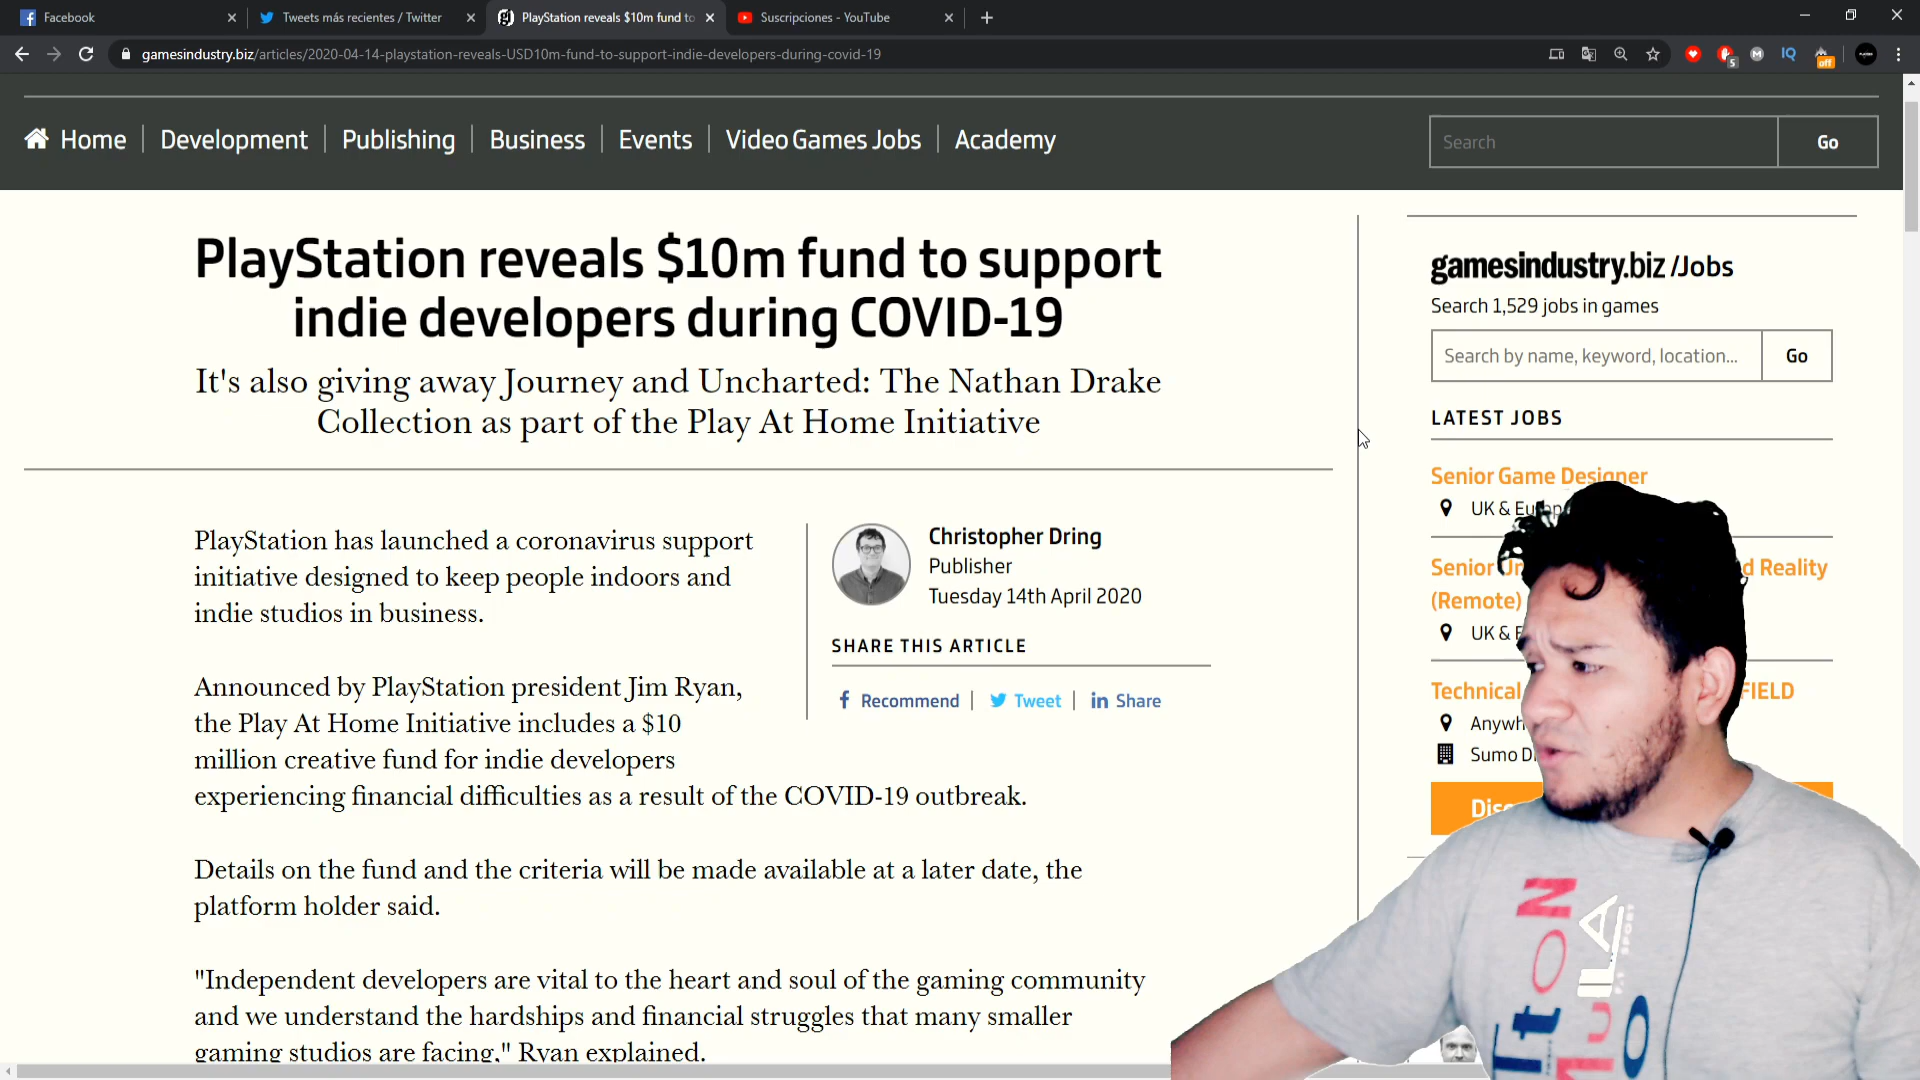 Facebook
Tweets más recientes / Twitter
PlayStation reveals $10m fund to
Suscripciones - YouTube
gamesindustry.biz/articles/2020-04-14-playstation-reveals-USD10m-fund-to-support-indie-developers-during-covid-19
5
IQ
off
Home
Development
Publishing
Business
Events
Video Games Jobs
Academy
Search
Go
PlayStation reveals $10m fund to support
indie developers during COVID-19
It's also giving away Journey and Uncharted: The Nathan Drake
Collection as part of the Play At Home Initiative
PlayStation has launched a coronavirus support
initiative designed to keep people indoors and
indie studios in business.
Christopher Dring
Publisher
Tuesday 14th April 2020
SHARE THIS ARTICLE
Recommend
Tweet
Share
Announced by PlayStation president Jim Ryan,
the Play At Home Initiative includes a $10
million creative fund for indie developers
experiencing financial difficulties as a result of the COVID-19 outbreak.
Details on the fund and the criteria will be made available at a later date, the
platform holder said.
"Independent developers are vital to the heart and soul of the gaming community
and we understand the hardships and financial struggles that many smaller
gaming studios are facing," Ryan explained.
gamesindustry.biz /Jobs
Search 1,529 jobs in games
Search by name, keyword, location...
Go
LATEST JOBS
Senior Game Designer
UK &
Senior
Reality
(Remote)
UK &
Technical
Sumo